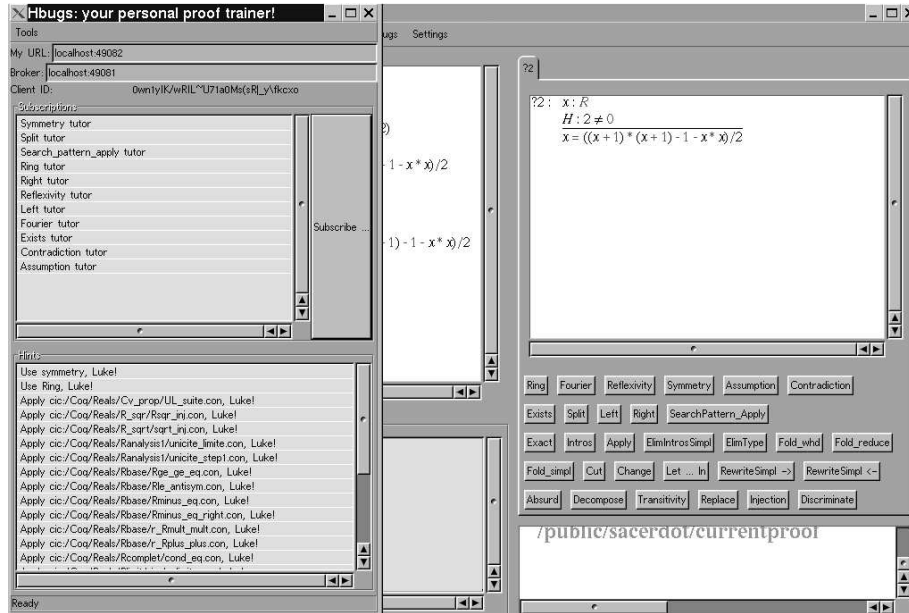 Hbugs: your personal proof trainer!
Tools
My URL: localhost:49082
Broker: localhost:49081
Client ID:
Subscriptions
Symmetry tutor
Split tutor
Search_pattern_apply tutor
Ring tutor
Right tutor
Reflexivity tutor
Left tutor
Fourier tutor
Exists tutor
Contradiction tutor
Assumption tutor
Subscribe ...
Hints
Use symmetry, Luke!
Use Ring, Luke!
Apply cic:/Coq/Reals/Cv_prop/UL_suite.con, Luke!
Apply cic:/Coq/Reals/R_sqr/Rsqr_inj.con, Luke!
Apply cic:/Coq/Reals/R_sqrt/sqrt_inj.con, Luke!
Apply cic:/Coq/Reals/Ranalysis1/unicite_limite.con, Luke!
Apply cic:/Coq/Reals/Ranalysis1/unicite_step1.con, Luke!
Apply cic:/Coq/Reals/Rbase/Rge_ge_eq.con, Luke!
Apply cic:/Coq/Reals/Rbase/Rle_antisym.con, Luke!
Apply cic:/Coq/Reals/Rbase/Rminus_eq.con, Luke!
Apply cic:/Coq/Reals/Rbase/Rminus_eq_right.con, Luke!
Apply cic:/Coq/Reals/Rbase/r_Rmult_mult.con, Luke!
Apply cic:/Coq/Reals/Rbase/r_Rplus_plus.con, Luke!
Apply cic:/Coq/Reals/Rcomplet/cond_eq.con, Luke!
Ready
ugs Settings
2)
- 1 - x * x)/2
- 1) - 1 - x * x)/2
?2
?2 : x : R
H : 2 ≠ 0
x = ((x + 1) * (x + 1) - 1 - x * x)/2
Ring Fourier Reflexivity Symmetry Assumption Contradiction
Exists Split Left Right SearchPattern_Apply
Exact Intros Apply ElimIntrosSimpl ElimType Fold_whd Fold_reduce
Fold_simpl Cut Change Let ... In RewriteSimpl -> RewriteSimpl <-
Absurd Decompose Transitivity Replace Injection Discriminate
/public/sacerdot/currentproof